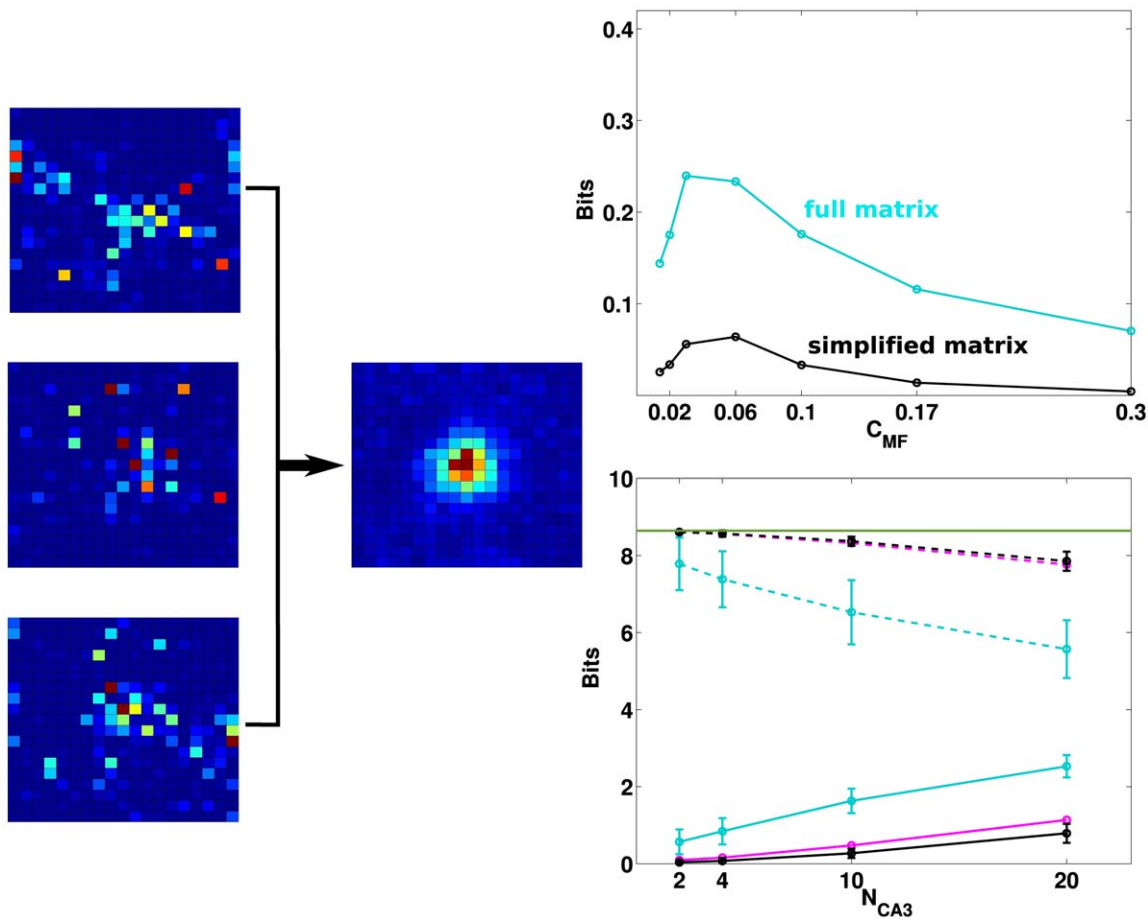 0.4
0.3
Bits
0.2
full matrix
0.1
simplified matrix
0.02 0.06 0.1 0.17 0.3
C_MF
10
8
6
Bits
4
2
0
2 4 10 20
N_CA3